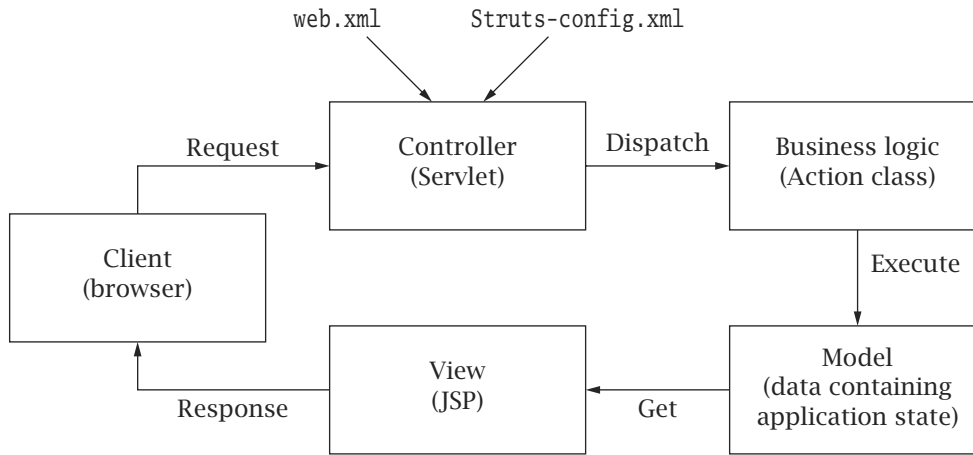 web.xml
Struts-config.xml
Request
Controller
(Servlet)
Dispatch
Business logic
(Action class)
Client
(browser)
Execute
View
(JSP)
Model
(data containing
application state)
Response
Get